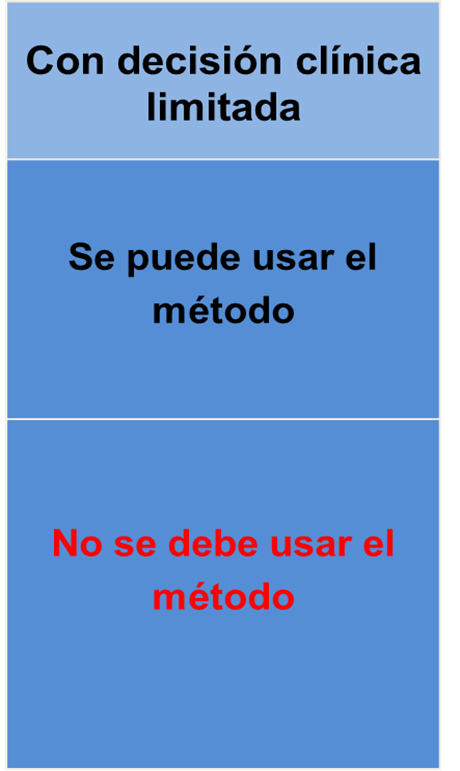 Con decisión clínica
limitada
Se puede usar el
método
No se debe usar el
método